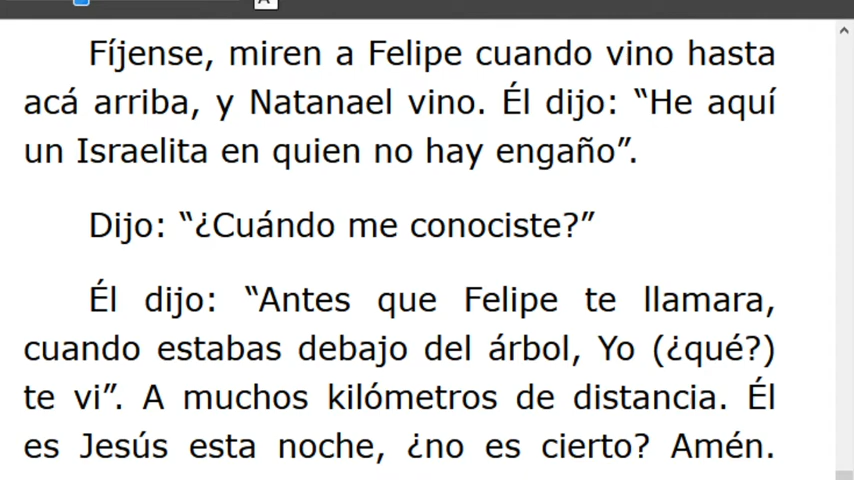 Fíjense, miren a Felipe cuando vino hasta
acá arriba, y Natanael vino. Él dijo: “He aquí
un Israelita en quien no hay engaño”.
Dijo: “¿Cuándo me conociste?”
Él dijo: “Antes que Felipe te llamara,
cuando estabas debajo del árbol, Yo (¿qué?)
te vi”. A muchos kilómetros de distancia. Él
es Jesús esta noche, ¿no es cierto? Amén.